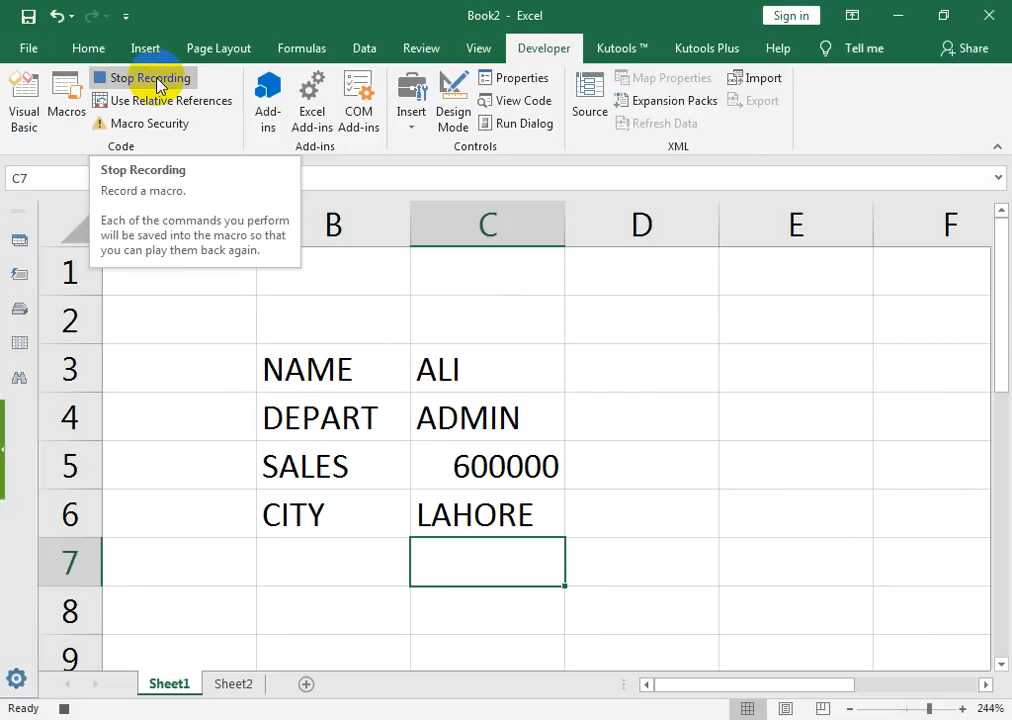 Book2 - Excel
Sign in
File Home Insert Page Layout Formulas Data Review View Developer Kutools ™ Kutools Plus Help Tell me Share
Visual Basic
Macros
Stop Recording
Use Relative References
Macro Security
Code
Add-ins
Excel Add-ins
COM Add-ins
Add-ins
Insert
Design Mode
Properties
View Code
Run Dialog
Controls
Source
Map Properties
Expansion Packs
Refresh Data
Import
Export
XML
C7
Stop Recording
Record a macro.
Each of the commands you perform
will be saved into the macro so that
you can play them back again.
B C D E F
1
2
3 NAME ALI
4 DEPART ADMIN
5 SALES 600000
6 CITY LAHORE
7
8
9
Sheet1 Sheet2
Ready
244%